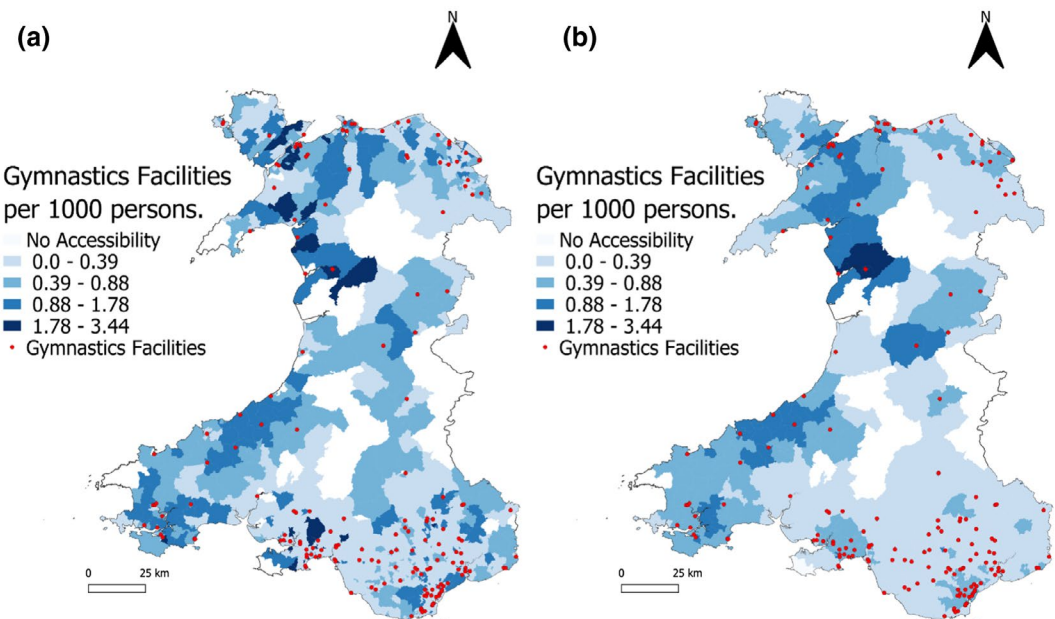 (a)
N
Gymnastics Facilities
per 1000 persons.
No Accessibility
0.0 - 0.39
0.39 - 0.88
0.88 - 1.78
1.78 - 3.44
Gymnastics Facilities
0
25 km
(b)
N
Gymnastics Facilities
per 1000 persons.
No Accessibility
0.0 - 0.39
0.39 - 0.88
0.88 - 1.78
1.78 - 3.44
Gymnastics Facilities
0
25 km